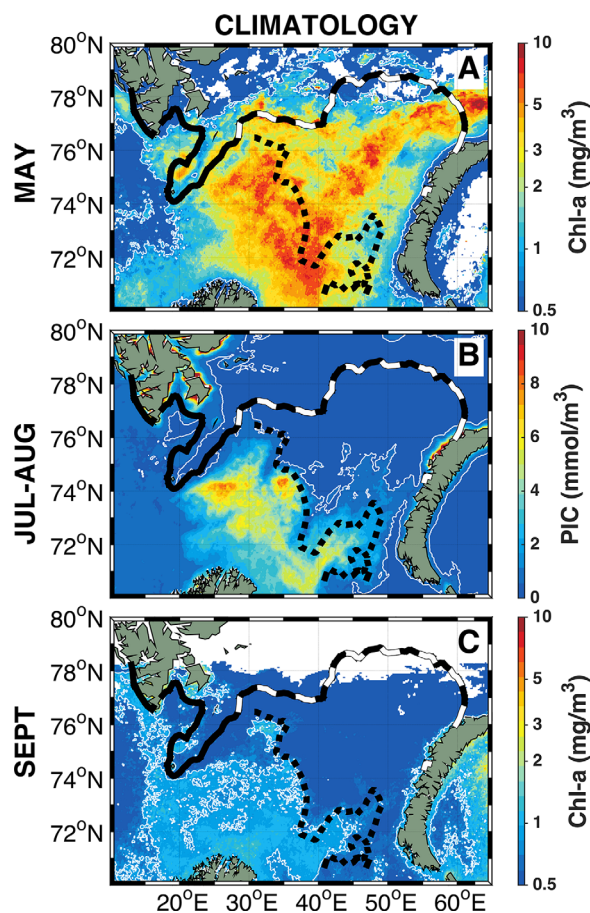 CLIMATOLOGY
A
MAY
80°N
78°N
76°N
74°N
72°N
10
5
3
2
1
0.5
Chl-a (mg/m³)
B
JUL-AUG
80°N
78°N
76°N
74°N
72°N
10
8
6
4
2
0
PIC (mmol/m³)
C
SEPT
80°N
78°N
76°N
74°N
72°N
20°E 30°E 40°E 50°E 60°E
10
5
3
2
1
0.5
Chl-a (mg/m³)